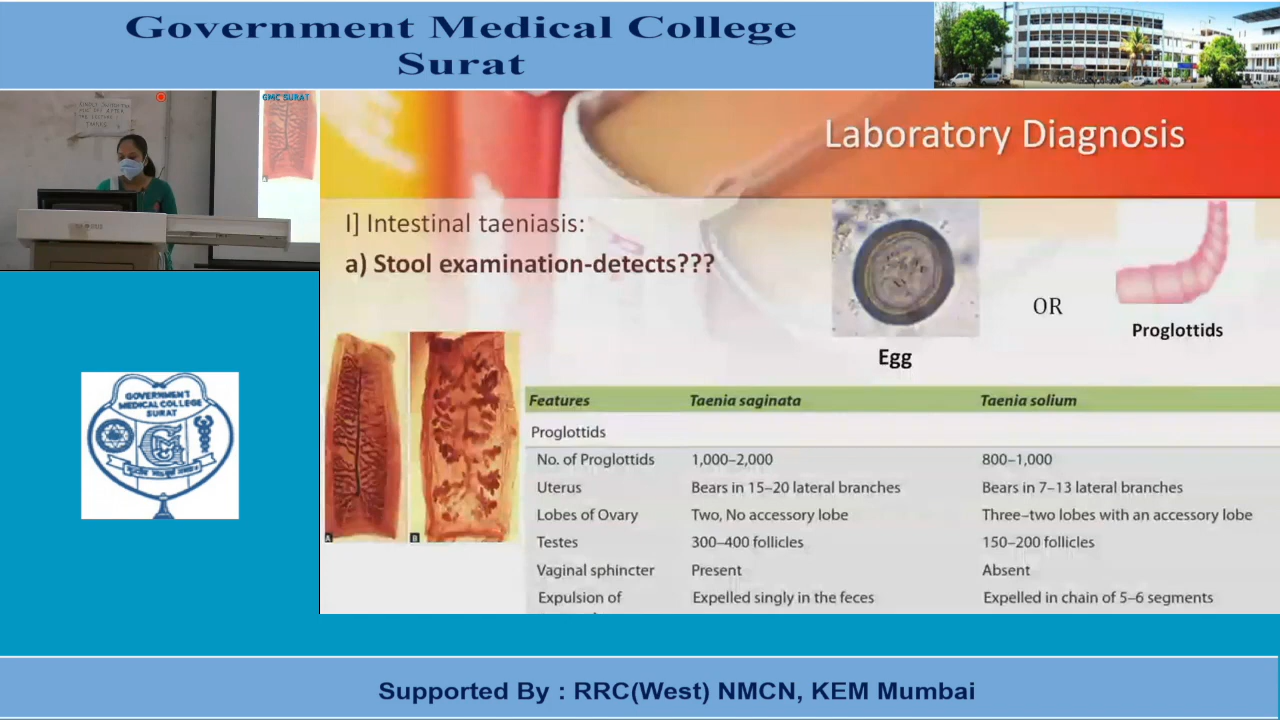 Government Medical College
Surat
GMC SURAT
Laboratory Diagnosis
I] Intestinal taeniasis:
a) Stool examination-detects???
OR
Egg
Proglottids
A
B
Features Taenia saginata Taenia solium
Proglottids
No. of Proglottids 1,000–2,000 800–1,000
Uterus Bears in 15–20 lateral branches Bears in 7–13 lateral branches
Lobes of Ovary Two, No accessory lobe Three–two lobes with an accessory lobe
Testes 300–400 follicles 150–200 follicles
Vaginal sphincter Present Absent
Expulsion of Expelled singly in the feces Expelled in chain of 5–6 segments
GOVERNMENT
MEDICAL COLLEGE
SURAT
Supported By : RRC(West) NMCN, KEM Mumbai